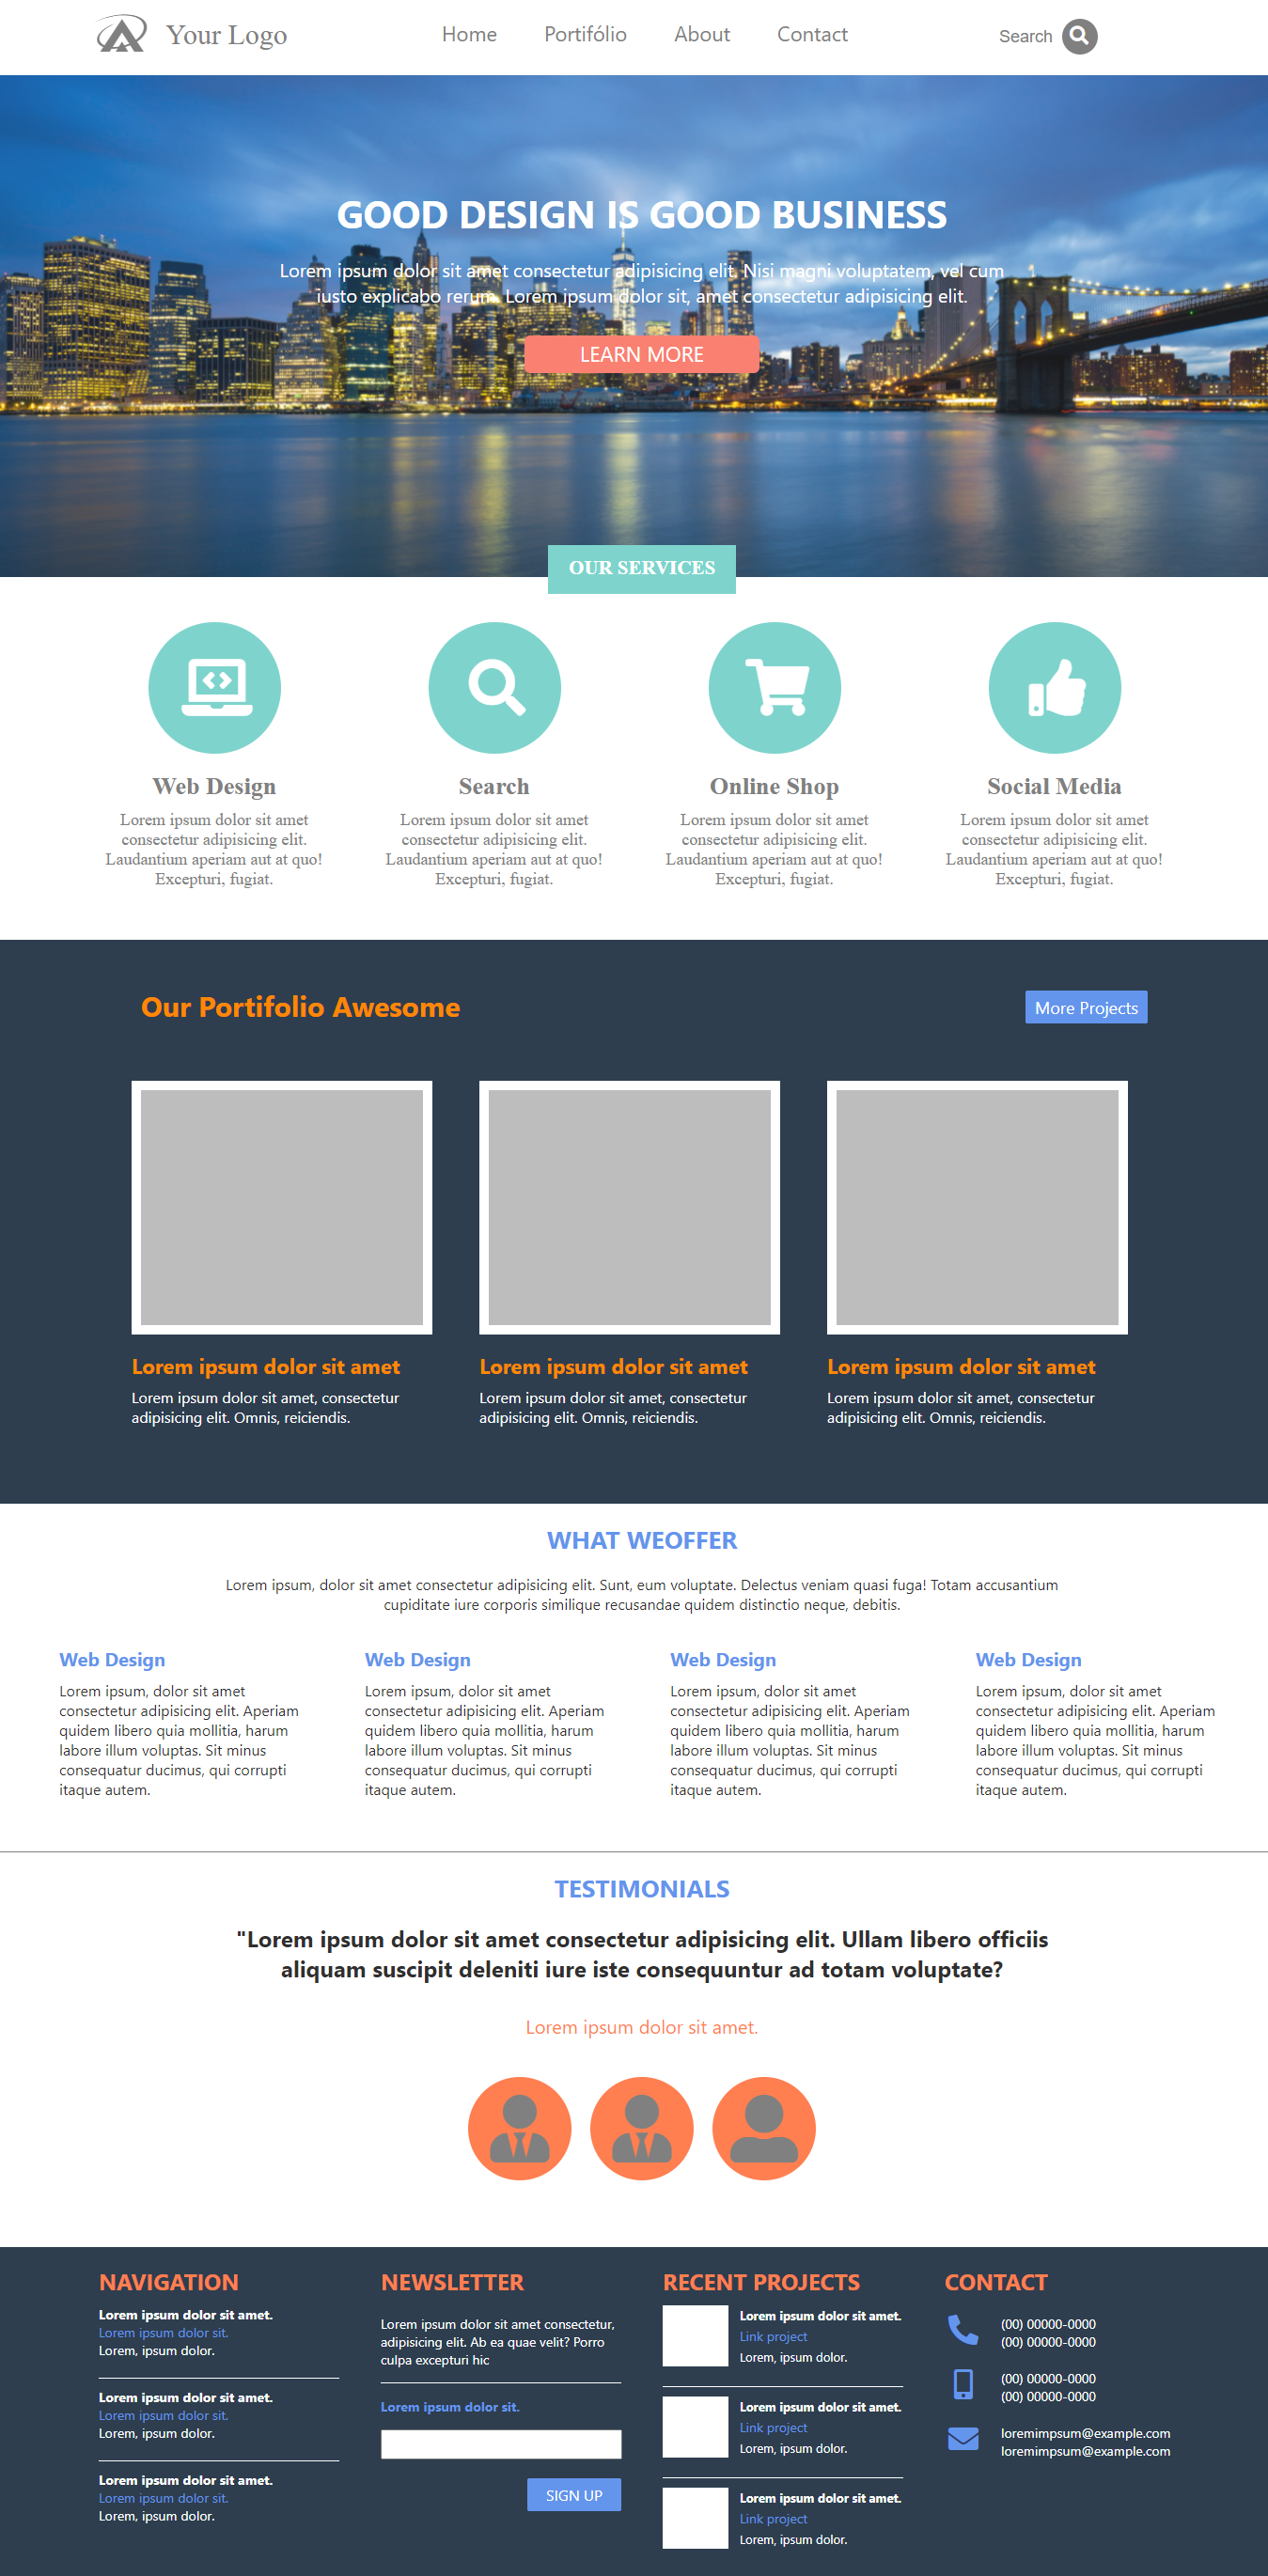 Your Logo
Home
Portifólio
About
Contact
Search
GOOD DESIGN IS GOOD BUSINESS
Lorem ipsum dolor sit amet consectetur adipisicing elit. Nisi magni voluptatem, vel cum
iusto explicabo rerum. Lorem ipsum dolor sit, amet consectetur adipisicing elit.
LEARN MORE
OUR SERVICES
Web Design
Lorem ipsum dolor sit amet
consectetur adipisicing elit.
Laudantium aperiam aut at quo!
Excepturi, fugiat.
Search
Lorem ipsum dolor sit amet
consectetur adipisicing elit.
Laudantium aperiam aut at quo!
Excepturi, fugiat.
Online Shop
Lorem ipsum dolor sit amet
consectetur adipisicing elit.
Laudantium aperiam aut at quo!
Excepturi, fugiat.
Social Media
Lorem ipsum dolor sit amet
consectetur adipisicing elit.
Laudantium aperiam aut at quo!
Excepturi, fugiat.
Our Portifolio Awesome
More Projects
Lorem ipsum dolor sit amet
Lorem ipsum dolor sit amet, consectetur
adipisicing elit. Omnis, reiciendis.
Lorem ipsum dolor sit amet
Lorem ipsum dolor sit amet, consectetur
adipisicing elit. Omnis, reiciendis.
Lorem ipsum dolor sit amet
Lorem ipsum dolor sit amet, consectetur
adipisicing elit. Omnis, reiciendis.
WHAT WEOFFER
Lorem ipsum, dolor sit amet consectetur adipisicing elit. Sunt, eum voluptate. Delectus veniam quasi fuga! Totam accusantium
cupiditate iure corporis similique recusandae quidem distinctio neque, debitis.
Web Design
Lorem ipsum, dolor sit amet
consectetur adipisicing elit. Aperiam
quidem libero quia mollitia, harum
labore illum voluptas. Sit minus
consequatur ducimus, qui corrupti
itaque autem.
Web Design
Lorem ipsum, dolor sit amet
consectetur adipisicing elit. Aperiam
quidem libero quia mollitia, harum
labore illum voluptas. Sit minus
consequatur ducimus, qui corrupti
itaque autem.
Web Design
Lorem ipsum, dolor sit amet
consectetur adipisicing elit. Aperiam
quidem libero quia mollitia, harum
labore illum voluptas. Sit minus
consequatur ducimus, qui corrupti
itaque autem.
Web Design
Lorem ipsum, dolor sit amet
consectetur adipisicing elit. Aperiam
quidem libero quia mollitia, harum
labore illum voluptas. Sit minus
consequatur ducimus, qui corrupti
itaque autem.
TESTIMONIALS
"Lorem ipsum dolor sit amet consectetur adipisicing elit. Ullam libero officiis
aliquam suscipit deleniti iure iste consequuntur ad totam voluptate?
Lorem ipsum dolor sit amet.
NAVIGATION
Lorem ipsum dolor sit amet.
Lorem ipsum dolor sit.
Lorem, ipsum dolor.
Lorem ipsum dolor sit amet.
Lorem ipsum dolor sit.
Lorem, ipsum dolor.
Lorem ipsum dolor sit amet.
Lorem ipsum dolor sit.
Lorem, ipsum dolor.
NEWSLETTER
Lorem ipsum dolor sit amet consectetur,
adipisicing elit. Ab ea quae velit? Porro
culpa excepturi hic
Lorem ipsum dolor sit.
SIGN UP
RECENT PROJECTS
Lorem ipsum dolor sit amet.
Link project
Lorem, ipsum dolor.
Lorem ipsum dolor sit amet.
Link project
Lorem, ipsum dolor.
Lorem ipsum dolor sit amet.
Link project
Lorem, ipsum dolor.
CONTACT
(00) 00000-0000
(00) 00000-0000
(00) 00000-0000
(00) 00000-0000
loremimpsum@example.com
loremimpsum@example.com